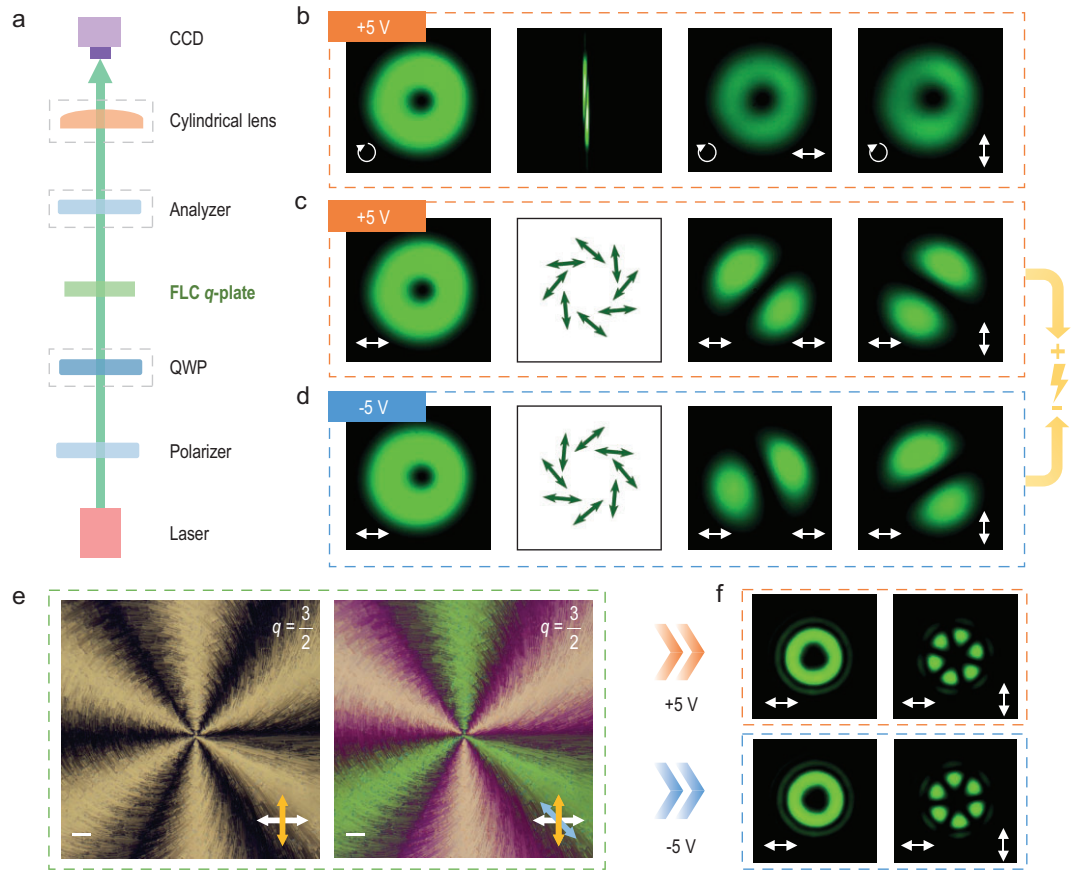 a
CCD
Cylindrical lens
Analyzer
FLC q-plate
QWP
Polarizer
Laser
b
+5 V
c
+5 V
d
-5 V
+
-
e
q = 3/2
q = 3/2
+5 V
-5 V
f